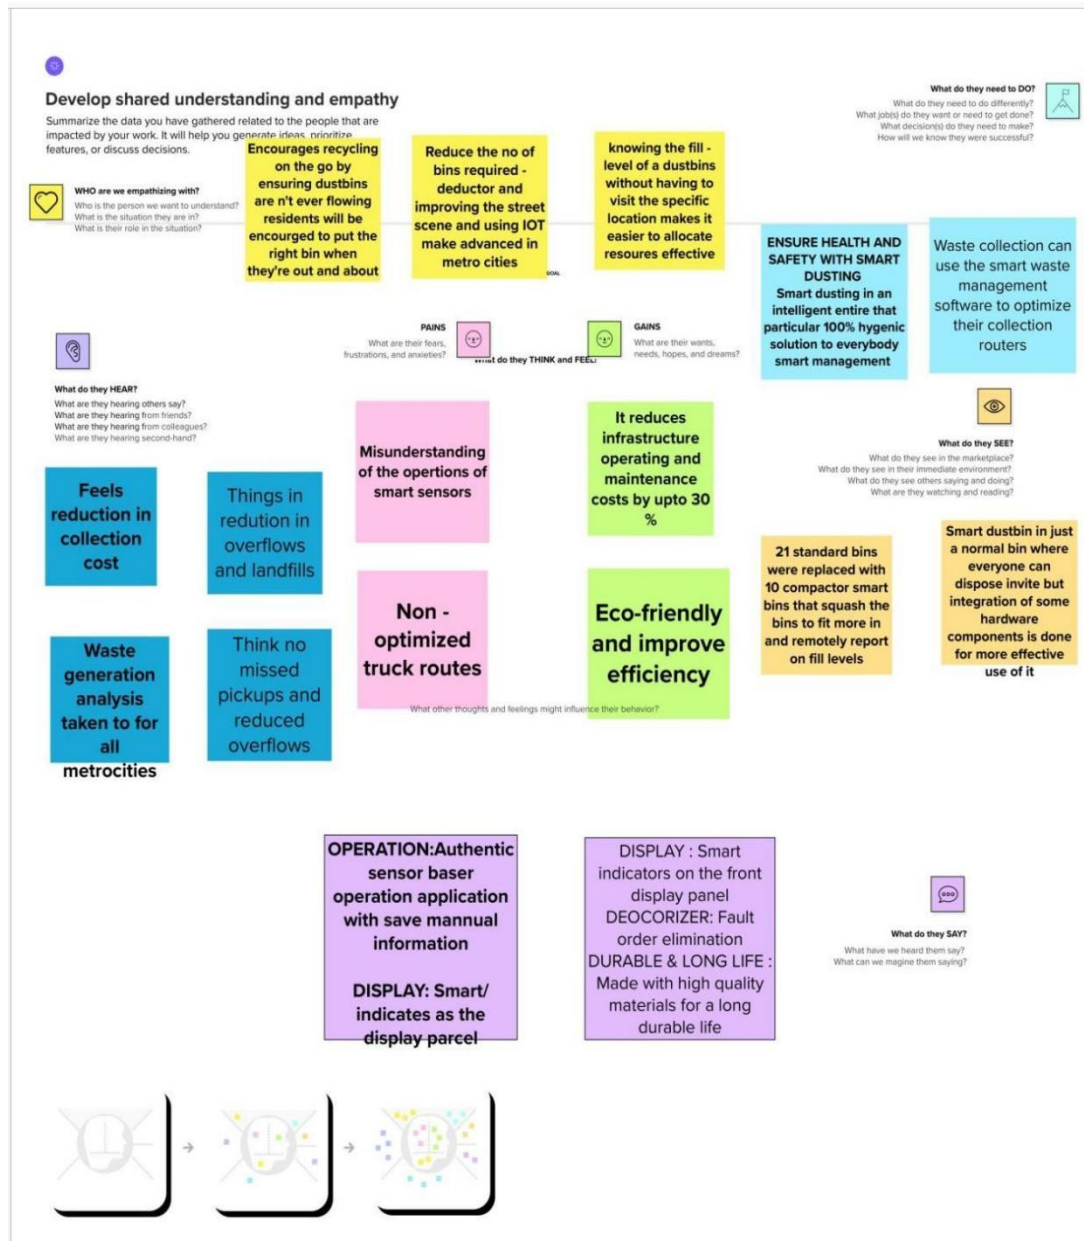 Develop shared understanding and empathy
Summarize the data you have gathered related to the people that are
impacted by your work. It will help you generate ideas, prioritize
features, or discuss decisions.
What do they need to DO?
What do they need to do differently?
What job(s) do they want or need to get done?
What decision(s) do they need to make?
How will we know they were successful?
WHO are we empathizing with?
Who is the person we want to understand?
What is the situation they are in?
What is their role in the situation?
Encourages recycling
on the go by
ensuring dustbins
are n't ever flowing
residents will be
encourged to put the
right bin when
they're out and about
Reduce the no of
bins required -
deductor and
improving the street
scene and using IOT
make advanced in
metro cities
GOAL
knowing the fill -
level of a dustbins
without having to
visit the specific
location makes it
easier to allocate
resoures effective
ENSURE HEALTH AND
SAFETY WITH SMART
DUSTING
Smart dusting in an
intelligent entire that
particular 100% hygenic
solution to everybody
smart management
Waste collection can
use the smart waste
management
software to optimize
their collection
routers
What do they HEAR?
What are they hearing others say?
What are they hearing from friends?
What are they hearing from colleagues?
What are they hearing second-hand?
PAINS
What are their fears,
frustrations, and anxieties?
GAINS
What are their wants,
needs, hopes, and dreams?
What do they THINK and FEEL?
What do they SEE?
What do they see in the marketplace?
What do they see in their immediate environment?
What do they see others saying and doing?
What are they watching and reading?
Feels
reduction in
collection
cost
Things in
redution in
overflows
and landfills
Misunderstanding
of the opertions of
smart sensors
It reduces
infrastructure
operating and
maintenance
costs by upto 30
%
Waste
generation
analysis
taken to for
all
metrocities
Think no
missed
pickups and
reduced
overflows
Non -
optimized
truck routes
Eco-friendly
and improve
efficiency
21 standard bins
were replaced with
10 compactor smart
bins that squash the
bins to fit more in
and remotely report
on fill levels
Smart dustbin in just
a normal bin where
everyone can
dispose invite but
integration of some
hardware
components is done
for more effective
use of it
What other thoughts and feelings might influence their behavior?
OPERATION:Authentic
sensor baser
operation application
with save mannual
information
DISPLAY: Smart/
indicates as the
display parcel
DISPLAY : Smart
indicators on the front
display panel
DEOCORIZER: Fault
order elimination
DURABLE & LONG LIFE :
Made with high quality
materials for a long
durable life
What do they SAY?
What have we heard them say?
What can we magine them saying?